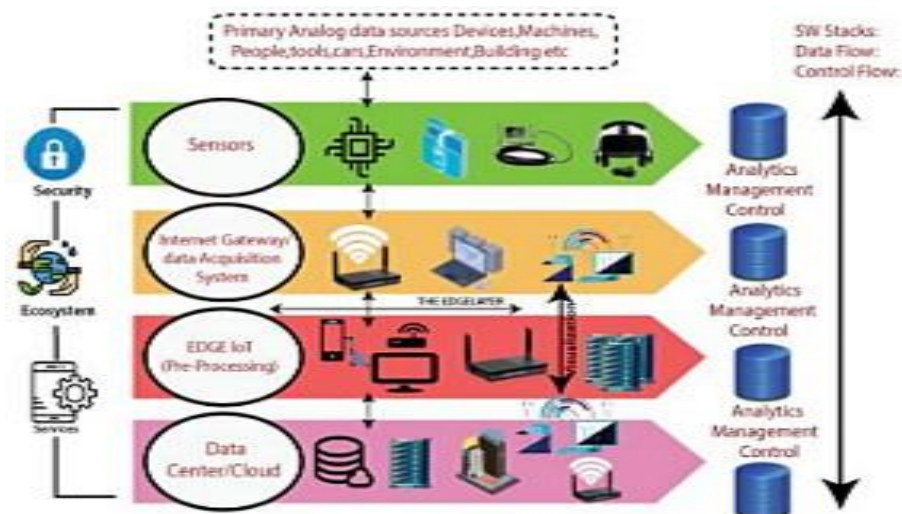 Primary Analog data sources Devices,Machines,
People,tools,cars,Environment,Building etc
SW Stacks:
Data Flow:
Control Flow:
Security
Ecosystem
Services
Sensors
Analytics
Management
Control
Internet Gateway/
data Acquisition
System
THE EDGE LAYER
Analytics
Management
Control
EDGE IoT
(Pre-Processing)
Visualization
Analytics
Management
Control
Data
Center/Cloud